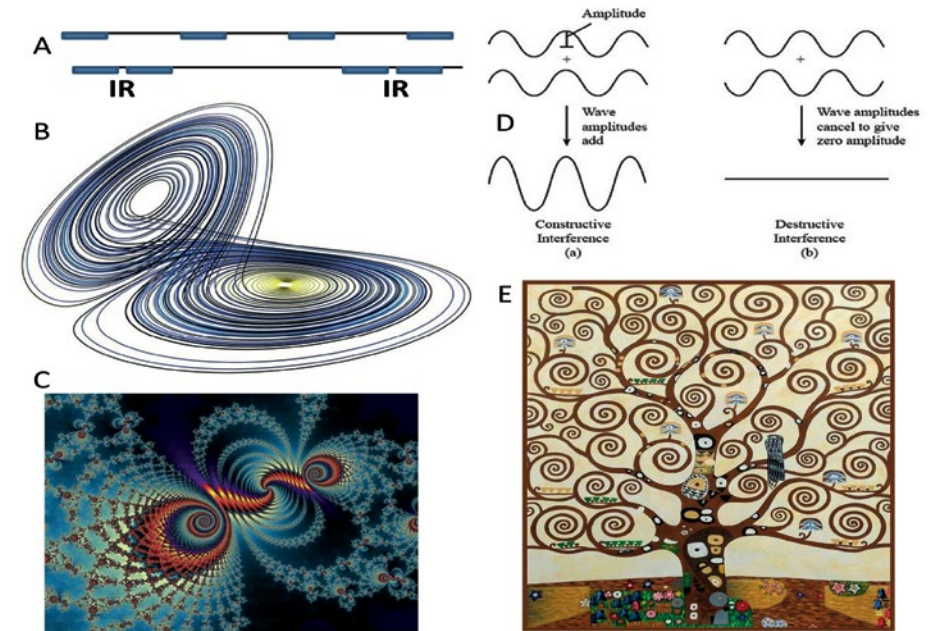 A
IR
IR
B
C
D
Amplitude
+
+
Wave
amplitudes
add
Wave amplitudes
cancel to give
zero amplitude
Constructive
Interference
(a)
Destructive
Interference
(b)
E